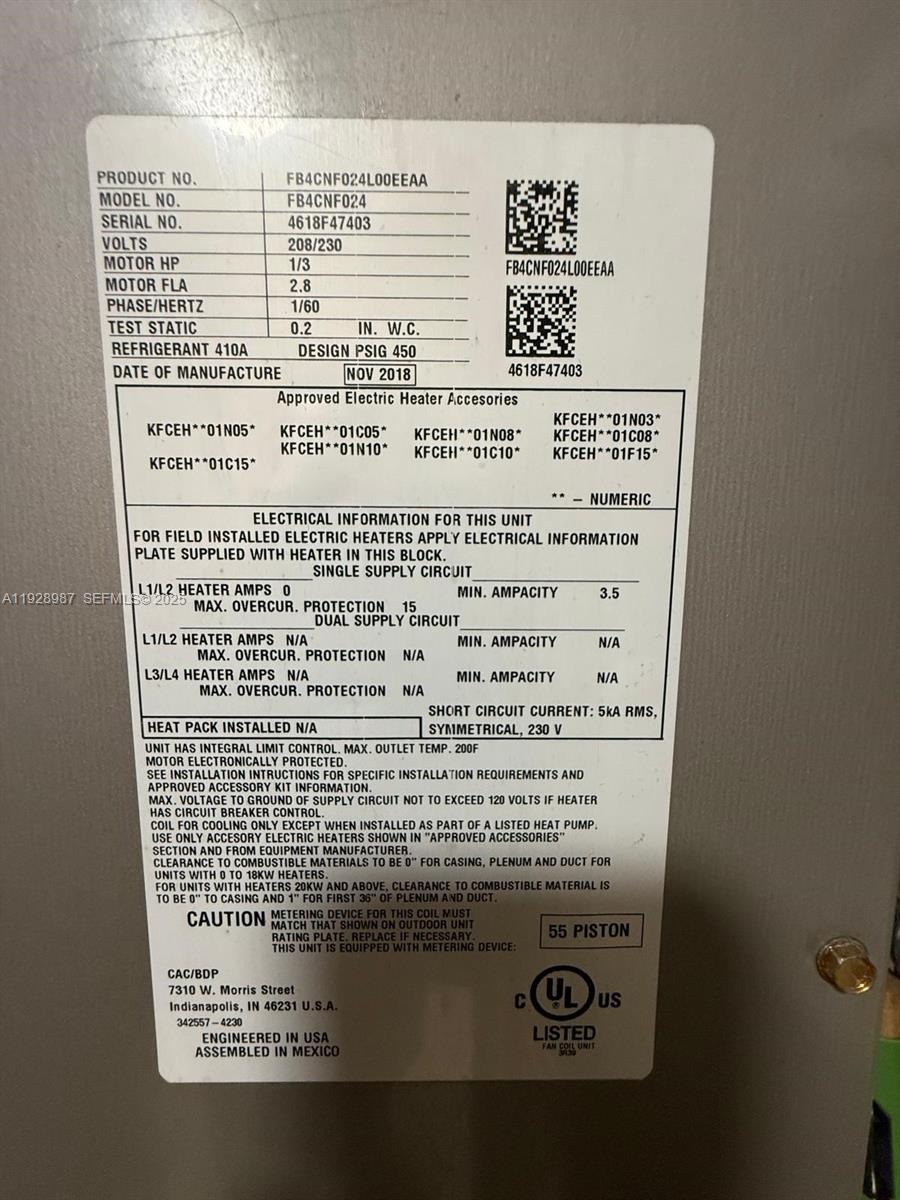 PRODUCT NO. FB4CNF024L00EEAA
MODEL NO. FB4CNF024
SERIAL NO. 4618F47403
VOLTS 208/230
MOTOR HP 1/3
MOTOR FLA 2.8
PHASE/HERTZ 1/60
TEST STATIC 0.2 IN. W.C.
REFRIGERANT 410A DESIGN PSIG 450
DATE OF MANUFACTURE NOV 2018
FB4CNF024L00EEAA
4618F47403
Approved Electric Heater Accesories
KFCEH**01N03*
KFCEH**01N05* KFCEH**01C05* KFCEH**01N08* KFCEH**01C08*
KFCEH**01N10* KFCEH**01C10* KFCEH**01F15*
KFCEH**01C15*
** – NUMERIC
ELECTRICAL INFORMATION FOR THIS UNIT
FOR FIELD INSTALLED ELECTRIC HEATERS APPLY ELECTRICAL INFORMATION
PLATE SUPPLIED WITH HEATER IN THIS BLOCK.
SINGLE SUPPLY CIRCUIT
L1/L2 HEATER AMPS 0 MIN. AMPACITY 3.5
MAX. OVERCUR. PROTECTION 15
DUAL SUPPLY CIRCUIT
L1/L2 HEATER AMPS N/A MIN. AMPACITY N/A
MAX. OVERCUR. PROTECTION N/A
L3/L4 HEATER AMPS N/A MIN. AMPACITY N/A
MAX. OVERCUR. PROTECTION N/A
SHORT CIRCUIT CURRENT: 5kA RMS,
HEAT PACK INSTALLED N/A SYMMETRICAL, 230 V
UNIT HAS INTEGRAL LIMIT CONTROL. MAX. OUTLET TEMP. 200F
MOTOR ELECTRONICALLY PROTECTED.
SEE INSTALLATION INTRUCTIONS FOR SPECIFIC INSTALLATION REQUIREMENTS AND
APPROVED ACCESSORY KIT INFORMATION.
MAX. VOLTAGE TO GROUND OF SUPPLY CIRCUIT NOT TO EXCEED 120 VOLTS IF HEATER
HAS CIRCUIT BREAKER CONTROL.
COIL FOR COOLING ONLY EXCEPT WHEN INSTALLED AS PART OF A LISTED HEAT PUMP.
USE ONLY ACCESORY ELECTRIC HEATERS SHOWN IN "APPROVED ACCESSORIES"
SECTION AND FROM EQUIPMENT MANUFACTURER.
CLEARANCE TO COMBUSTIBLE MATERIALS TO BE 0" FOR CASING, PLENUM AND DUCT FOR
UNITS WITH 0 TO 18KW HEATERS.
FOR UNITS WITH HEATERS 20KW AND ABOVE, CLEARANCE TO COMBUSTIBLE MATERIAL IS
TO BE 0" TO CASING AND 1" FOR FIRST 36" OF PLENUM AND DUCT.
CAUTION METERING DEVICE FOR THIS COIL MUST
MATCH THAT SHOWN ON OUTDOOR UNIT
RATING PLATE. REPLACE IF NECESSARY.
THIS UNIT IS EQUIPPED WITH METERING DEVICE:
55 PISTON
CAC/BDP
7310 W. Morris Street
Indianapolis, IN 46231 U.S.A.
342557–4230
ENGINEERED IN USA
ASSEMBLED IN MEXICO
C UL US
®
LISTED
FAN COIL UNIT
3R39
A11928987 SEFMLS© 2025